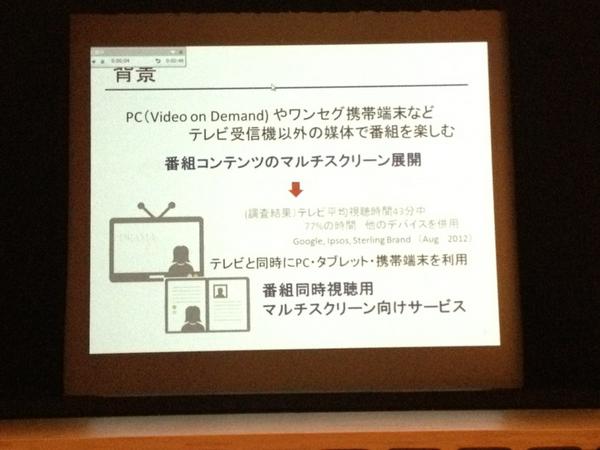 0:00:04 0:02:46
背景
PC(Video on Demand) やワンセグ携帯端末など
テレビ受信機以外の媒体で番組を楽しむ
番組コンテンツのマルチスクリーン展開
(調査結果)テレビ平均視聴時間43分中
77%の時間 他のデバイスを併用
Google, Ipsos, Sterling Brand (Aug 2012)
テレビと同時にPC・タブレット・携帯端末を利用
番組同時視聴用
マルチスクリーン向けサービス